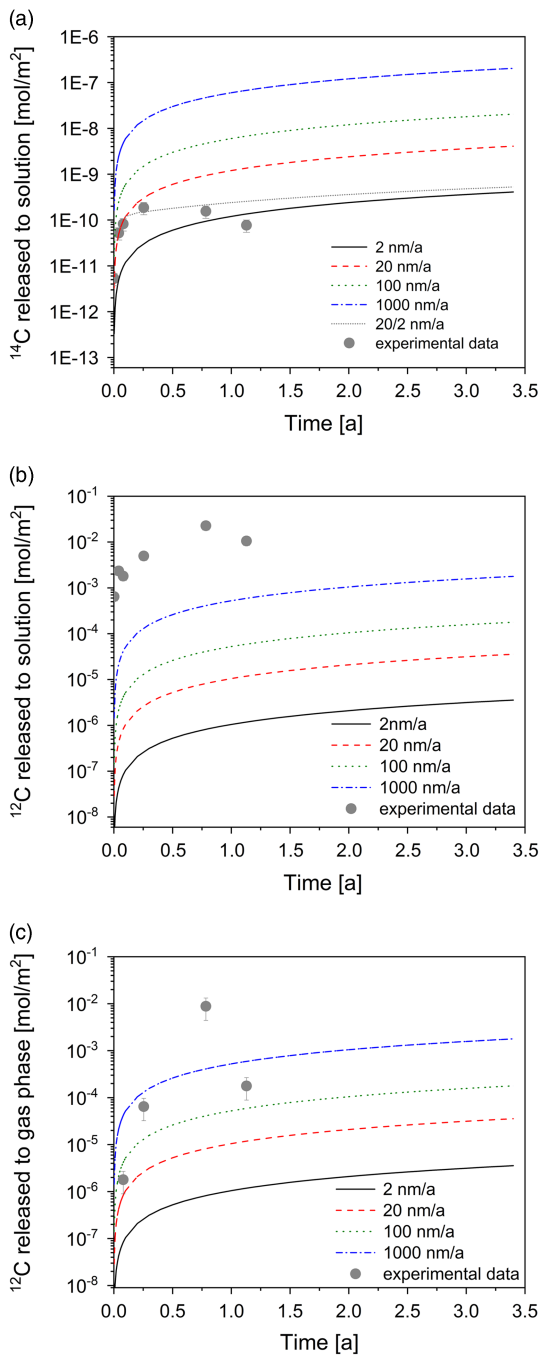 (a)
1E-6
1E-7
1E-8
1E-9
1E-10
1E-11
1E-12
1E-13
¹⁴C released to solution [mol/m²]
2 nm/a
20 nm/a
100 nm/a
1000 nm/a
20/2 nm/a
experimental data
0.0 0.5 1.0 1.5 2.0 2.5 3.0 3.5
Time [a]
(b)
10⁻¹
10⁻²
10⁻³
10⁻⁴
10⁻⁵
10⁻⁶
10⁻⁷
10⁻⁸
¹²C released to solution [mol/m²]
2nm/a
20 nm/a
100 nm/a
1000 nm/a
experimental data
0.0 0.5 1.0 1.5 2.0 2.5 3.0 3.5
Time [a]
(c)
10⁻¹
10⁻²
10⁻³
10⁻⁴
10⁻⁵
10⁻⁶
10⁻⁷
10⁻⁸
¹²C released to gas phase [mol/m²]
2 nm/a
20 nm/a
100 nm/a
1000 nm/a
experimental data
0.0 0.5 1.0 1.5 2.0 2.5 3.0 3.5
Time [a]